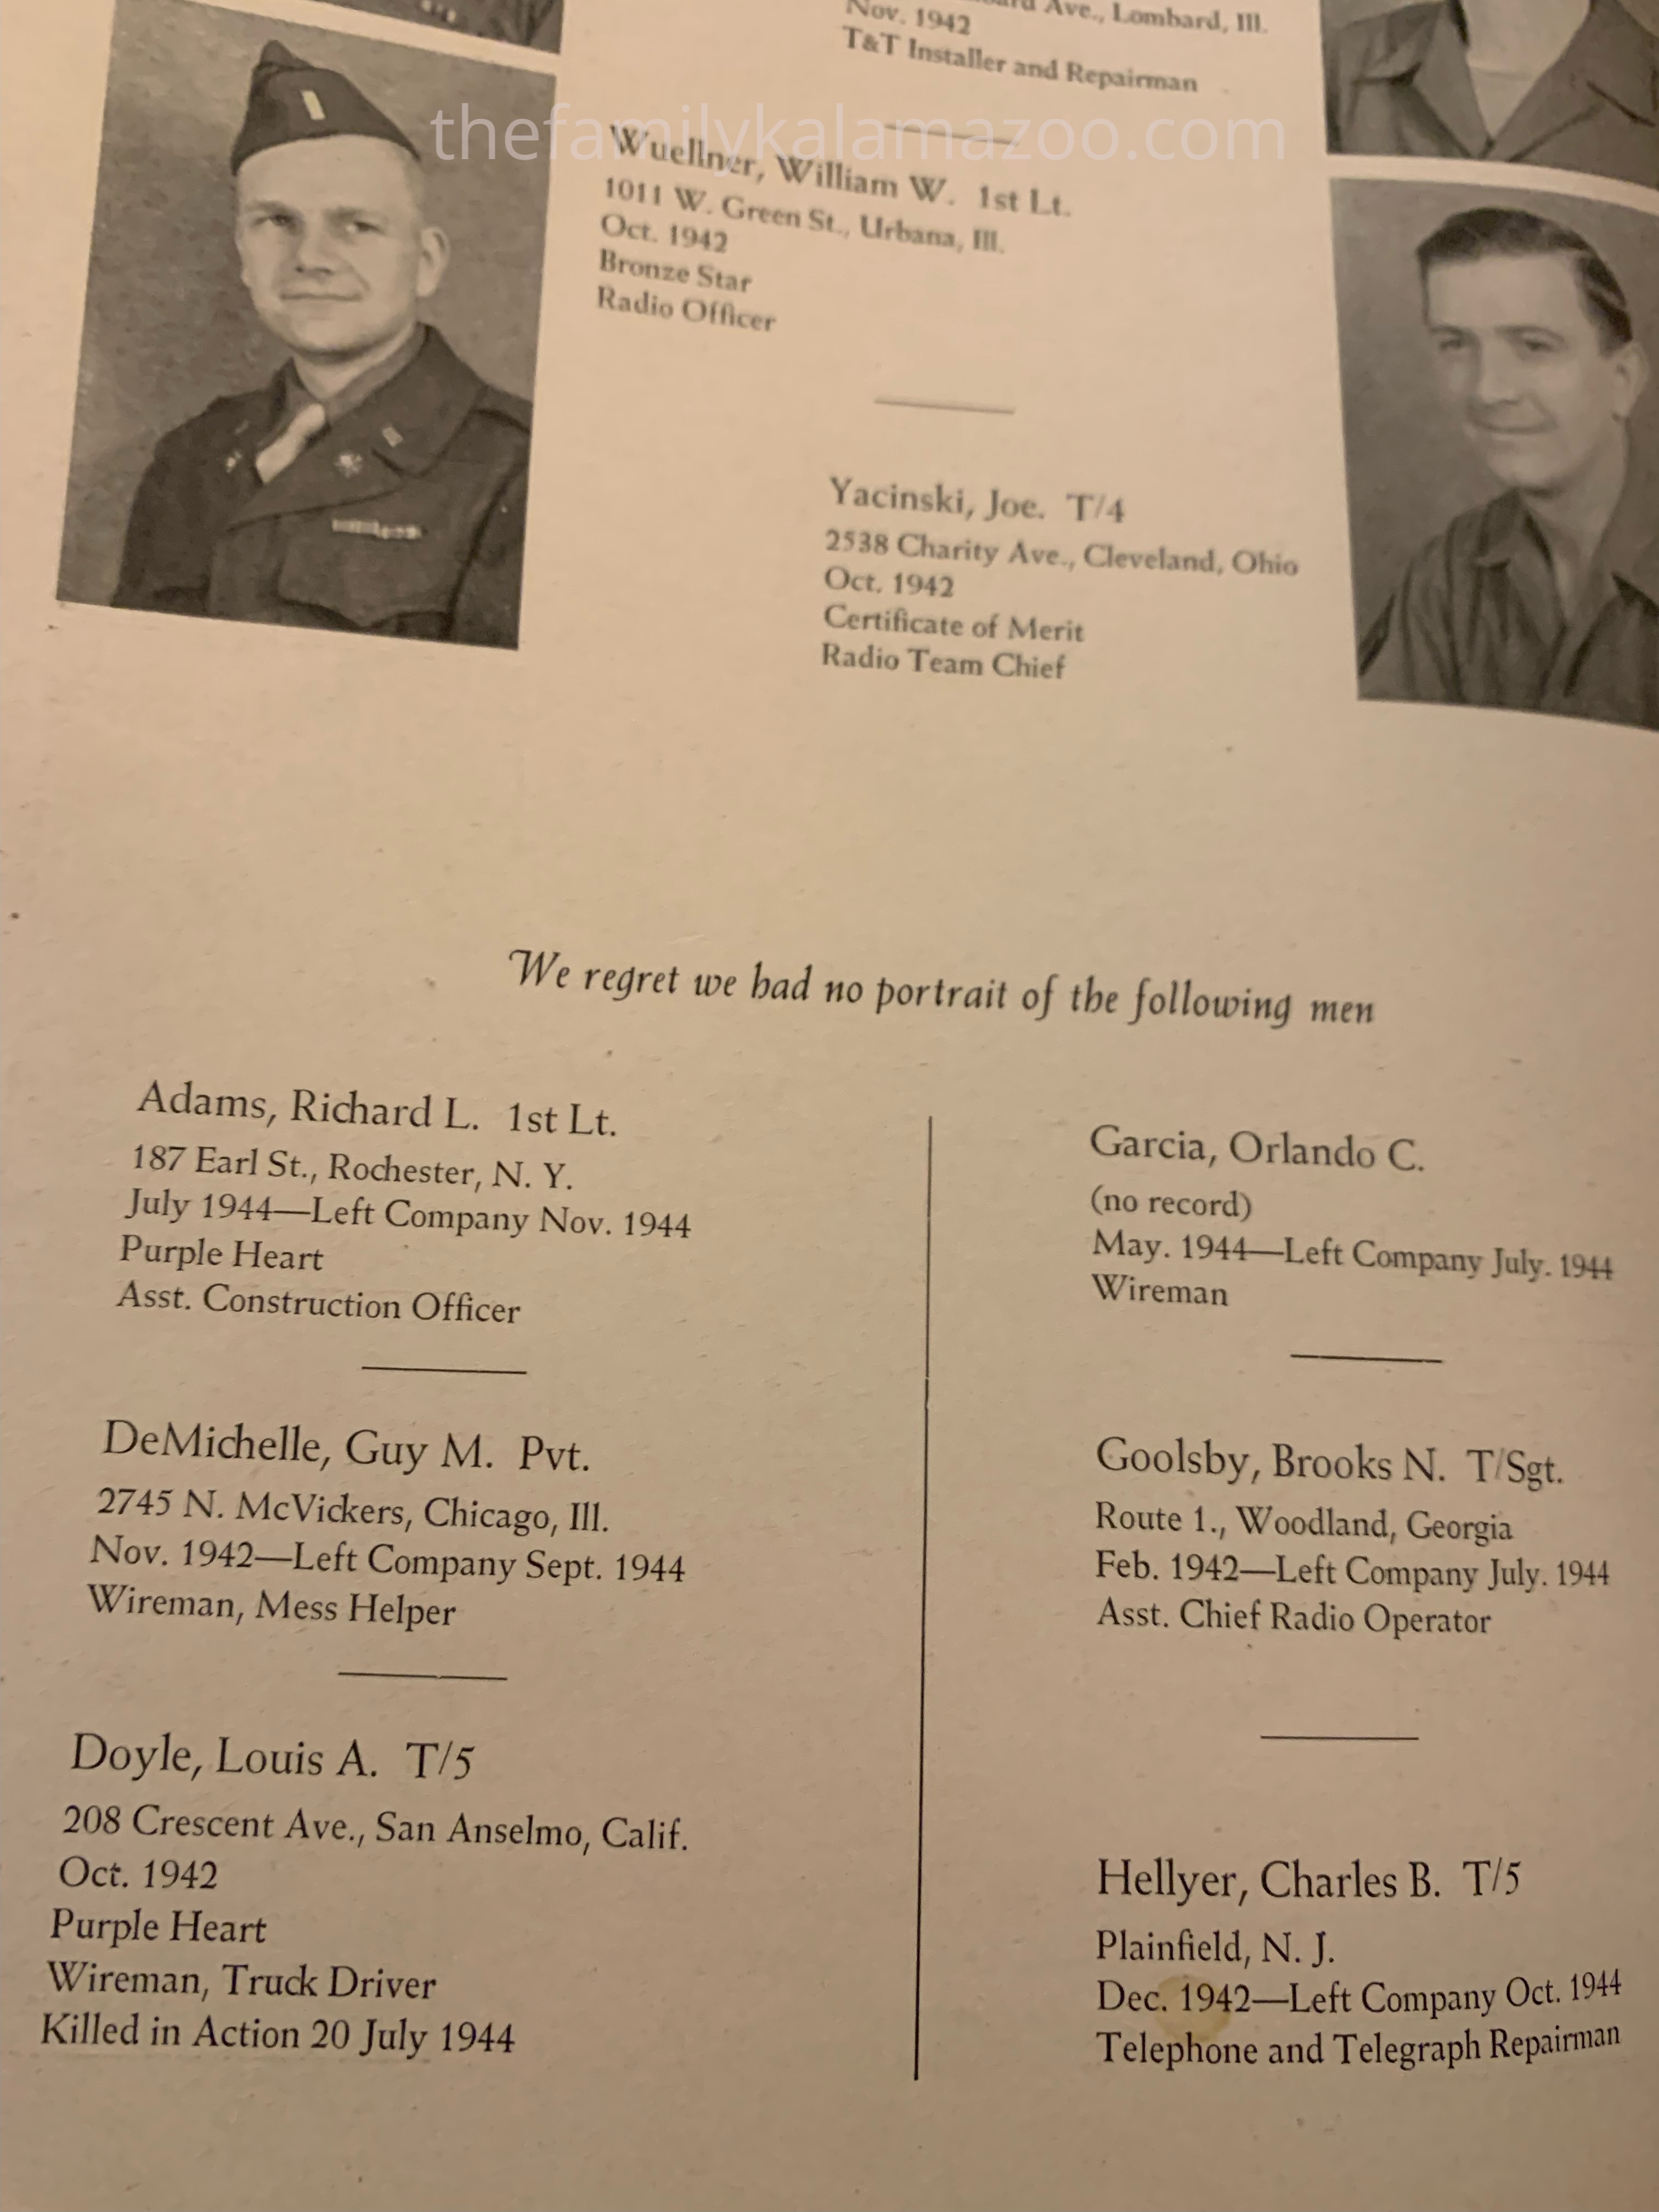 Ave., Lombard, Ill.
Nov. 1942
T&T Installer and Repairman
thefamilykalamazoo.com
Wuellner, William W. 1st Lt.
1011 W. Green St., Urbana, Ill.
Oct. 1942
Bronze Star
Radio Officer
Yacinski, Joe. T/4
2538 Charity Ave., Cleveland, Ohio
Oct. 1942
Certificate of Merit
Radio Team Chief
We regret we had no portrait of the following men
Adams, Richard L. 1st Lt.
187 Earl St., Rochester, N. Y.
July 1944—Left Company Nov. 1944
Purple Heart
Asst. Construction Officer
DeMichelle, Guy M. Pvt.
2745 N. McVickers, Chicago, Ill.
Nov. 1942—Left Company Sept. 1944
Wireman, Mess Helper
Doyle, Louis A. T/5
208 Crescent Ave., San Anselmo, Calif.
Oct. 1942
Purple Heart
Wireman, Truck Driver
Killed in Action 20 July 1944
Garcia, Orlando C.
(no record)
May. 1944—Left Company July. 1944
Wireman
Goolsby, Brooks N. T/Sgt.
Route 1., Woodland, Georgia
Feb. 1942—Left Company July. 1944
Asst. Chief Radio Operator
Hellyer, Charles B. T/5
Plainfield, N. J.
Dec. 1942—Left Company Oct. 1944
Telephone and Telegraph Repairman